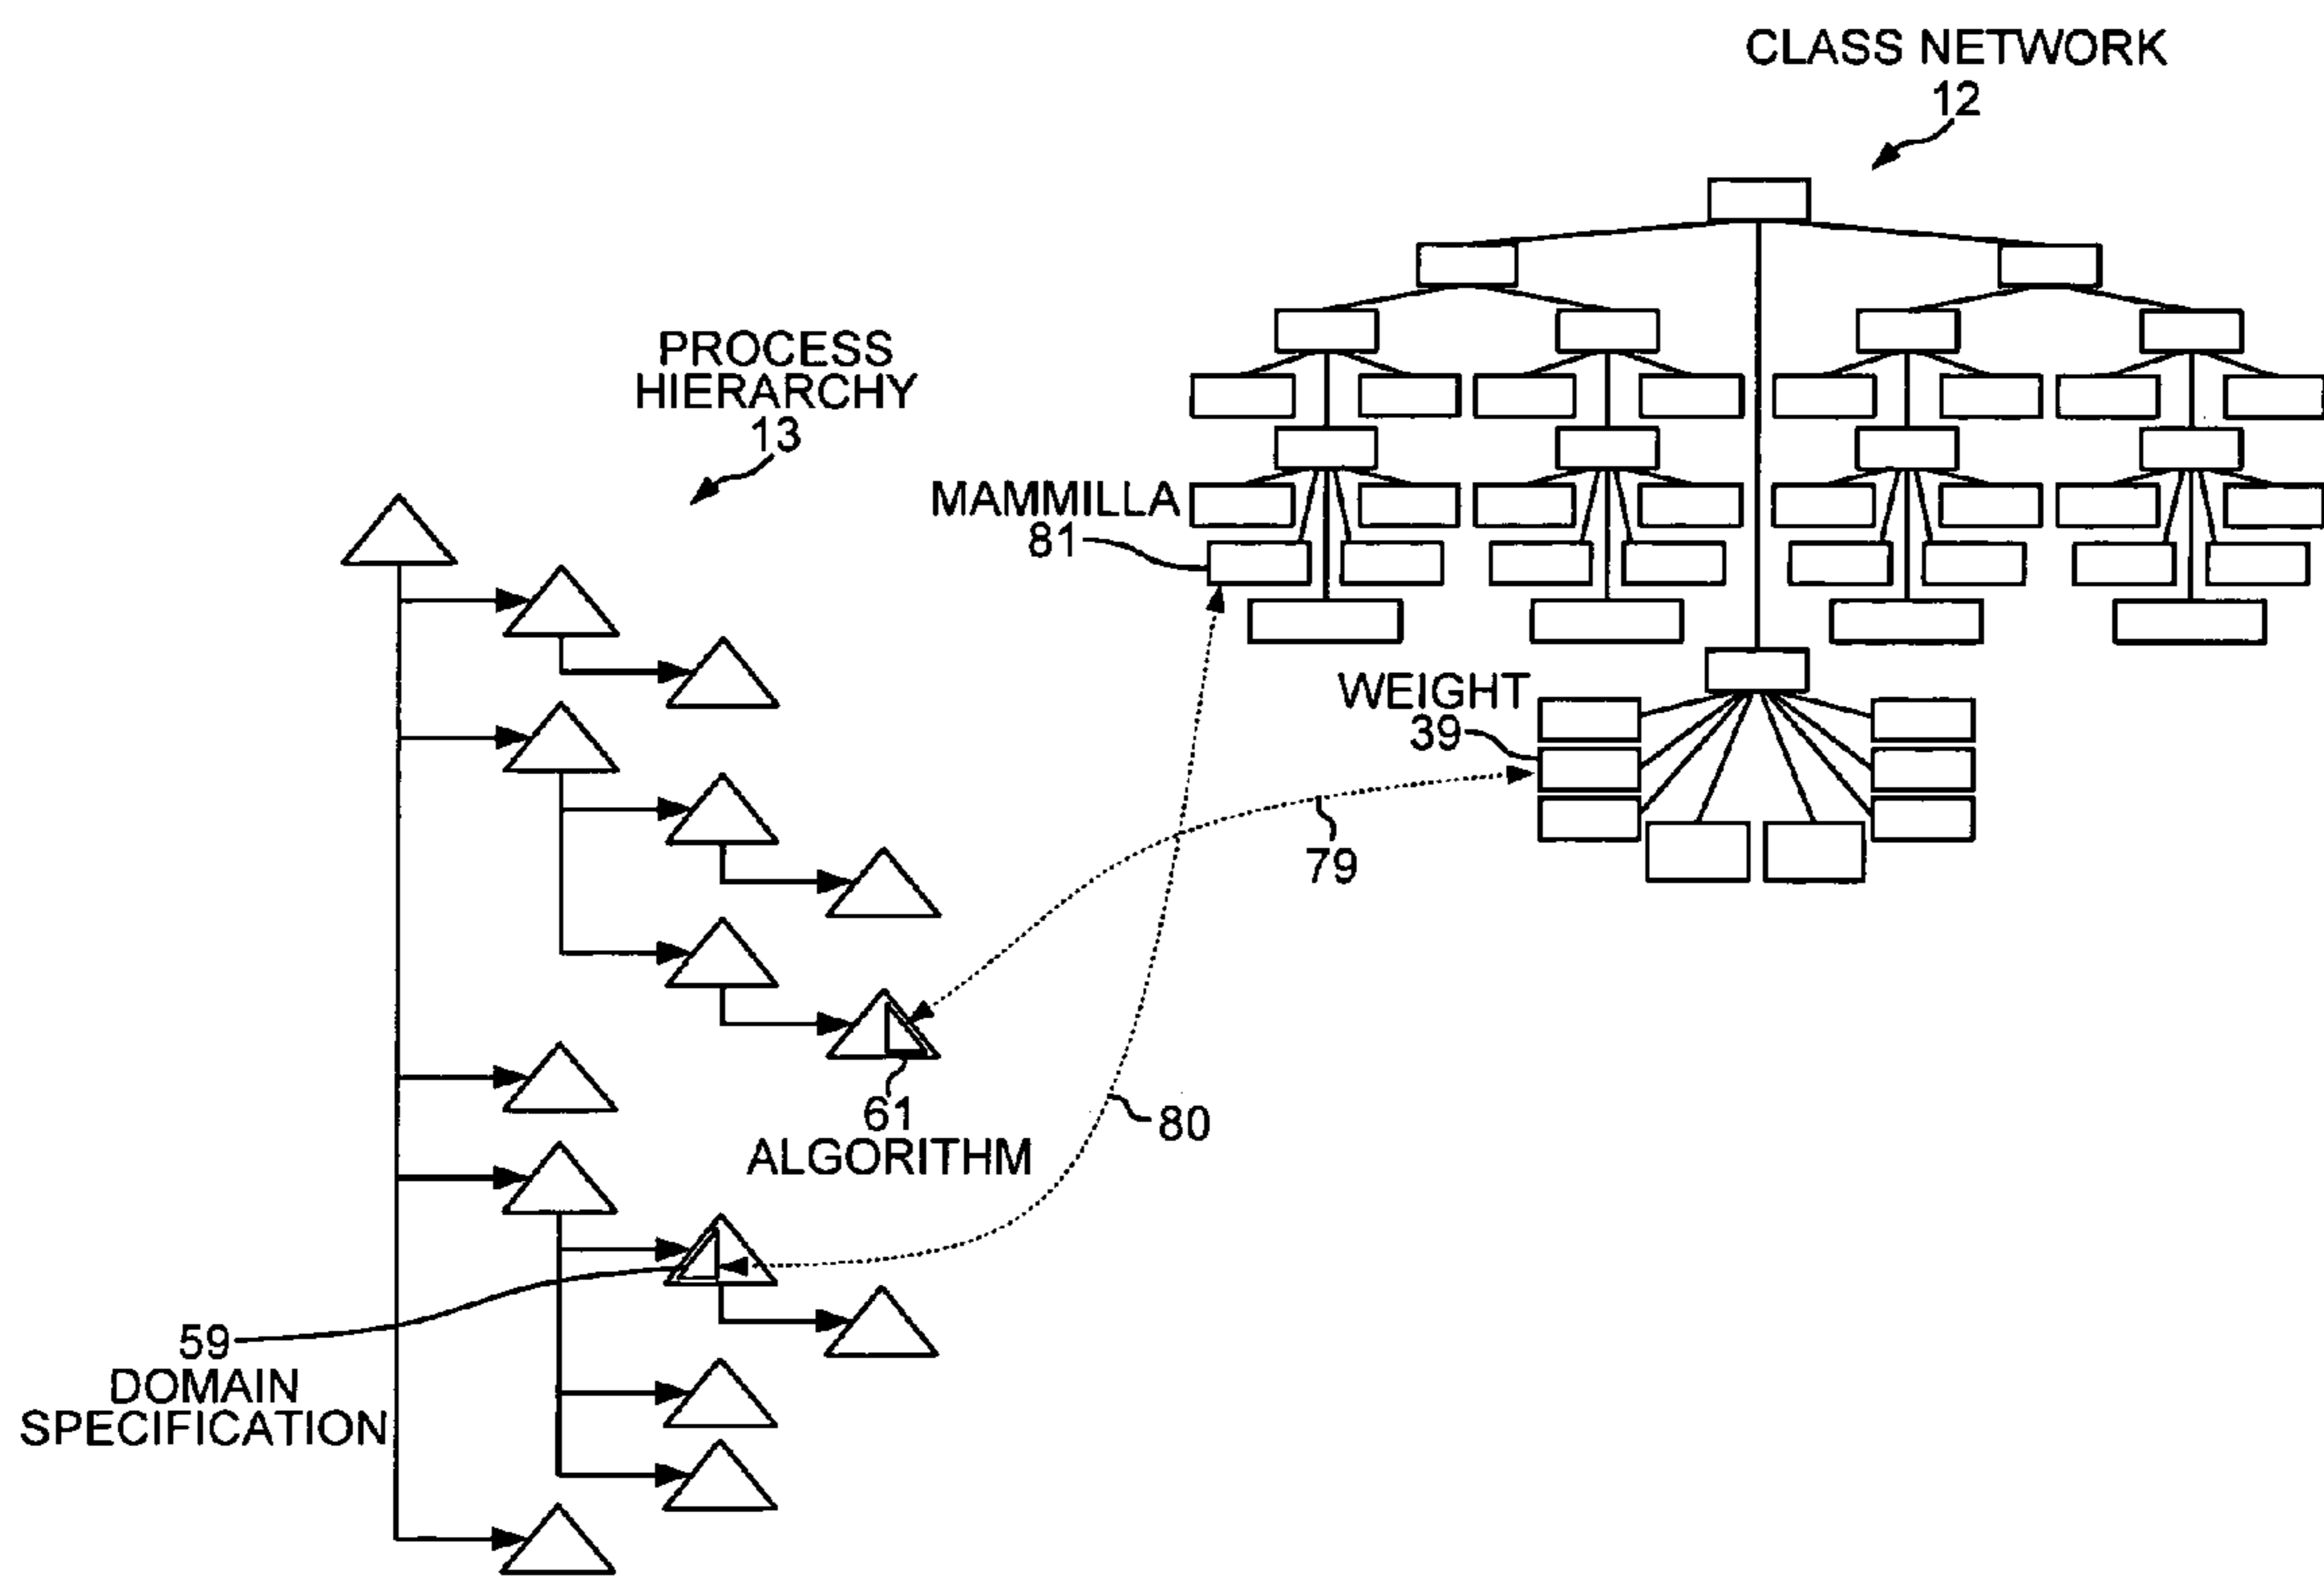 CLASS NETWORK
12
PROCESS
HIERARCHY
13
MAMMILLA
81
WEIGHT
39
79
61
ALGORITHM
80
59
DOMAIN
SPECIFICATION